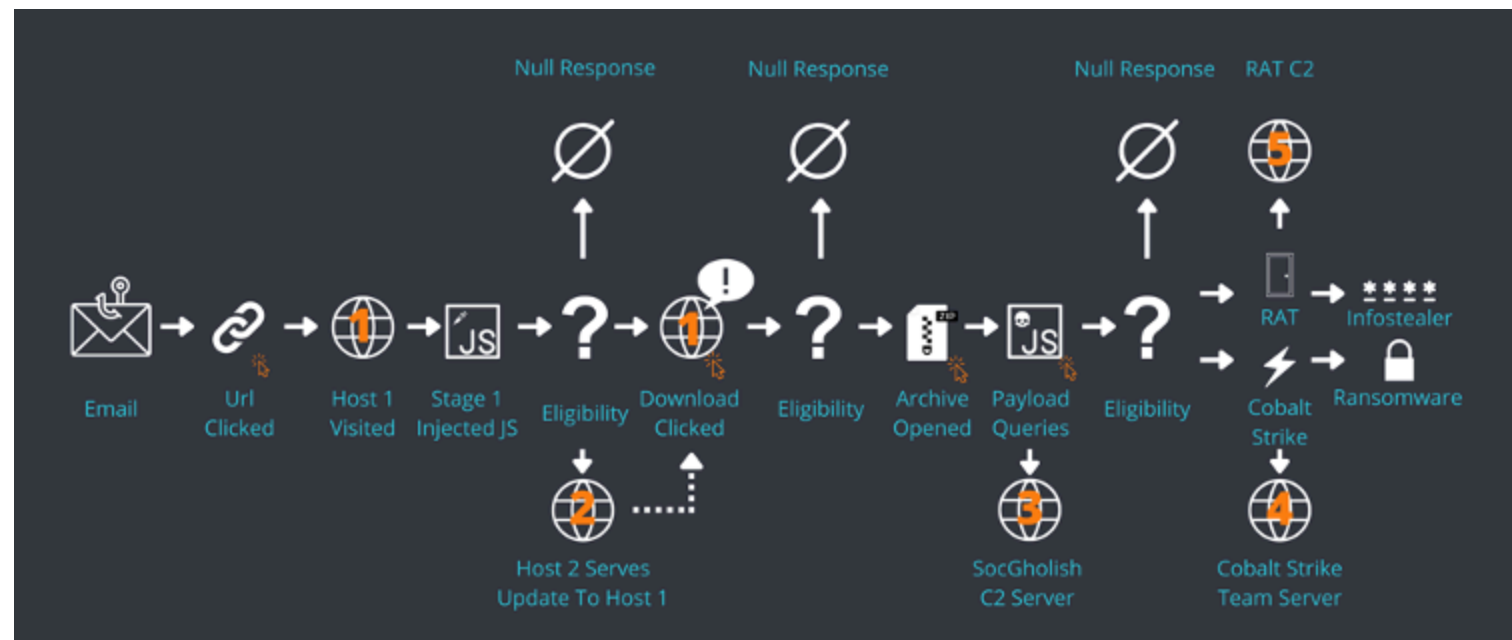 Null Response
Null Response
Null Response
RAT C2
5
!
1
JS
1
ZIP
JS
RAT
****
Infostealer
Email
Url
Clicked
Host 1
Visited
Stage 1
Injected JS
Eligibility
Download
Clicked
Eligibility
Archive
Opened
Payload
Queries
Eligibility
Cobalt
Strike
Ransomware
2
3
4
Host 2 Serves
Update To Host 1
SocGholish
C2 Server
Cobalt Strike
Team Server